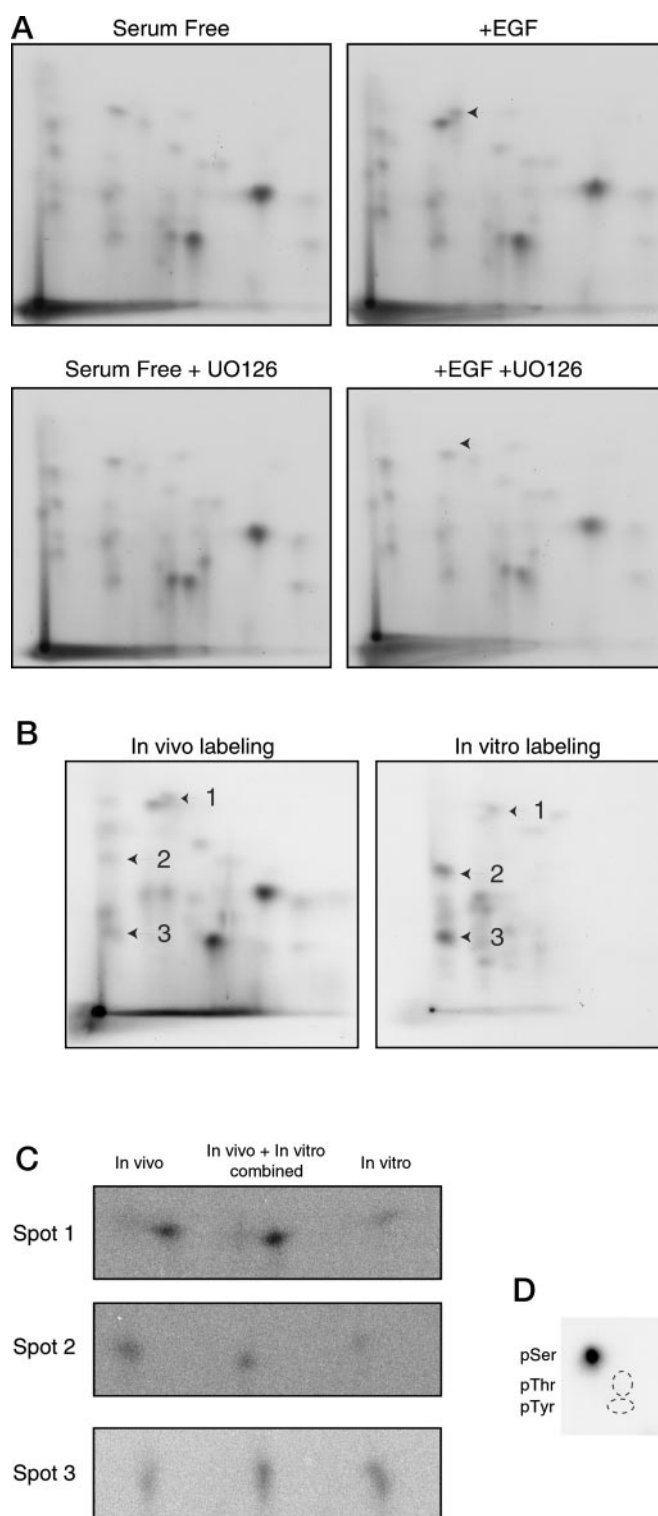 A
Serum Free
+EGF
Serum Free + UO126
+EGF +UO126
B
In vivo labeling
In vitro labeling
1
2
3
1
2
3
C
In vivo
In vivo + In vitro
combined
In vitro
Spot 1
Spot 2
Spot 3
D
pSer
pThr
pTyr